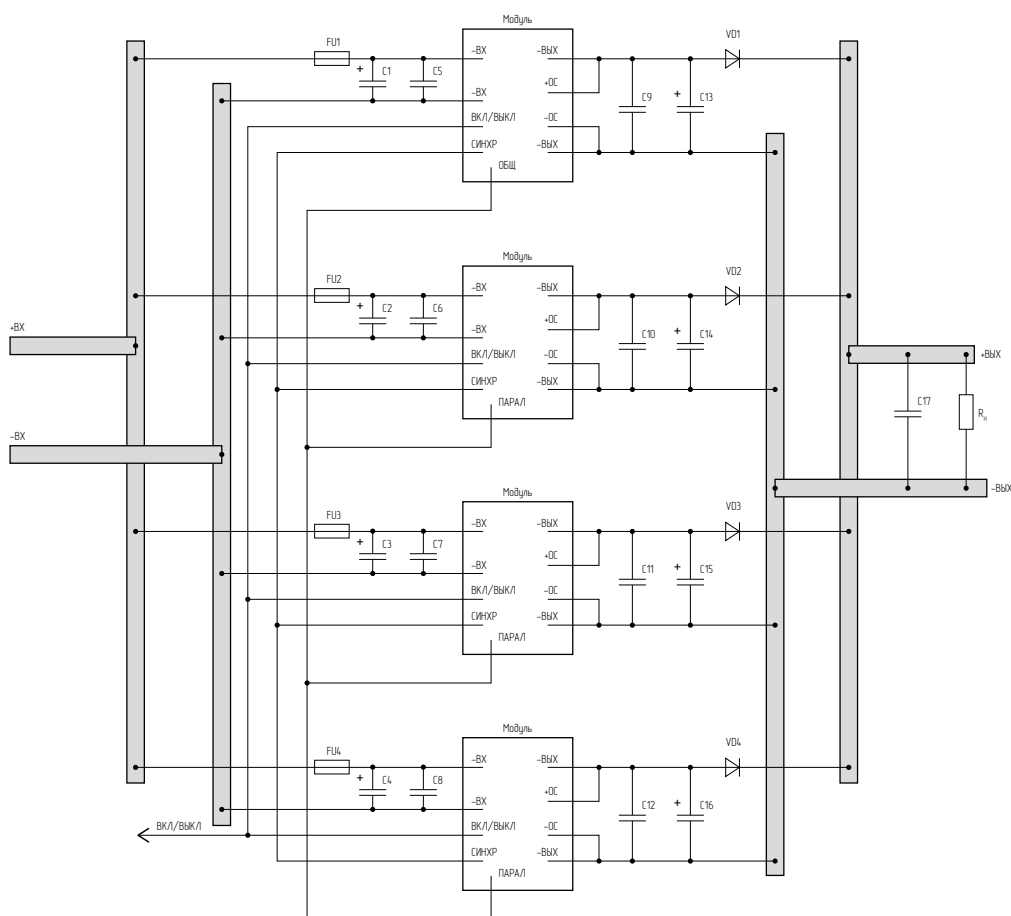 Модуль
FU1
-ВХ
-ВЫХ
VD1
+
C1
C5
+ОС
C9
+
C13
-ВХ
ВКЛ/ВЫКЛ
-ОС
СИНХР
-ВЫХ
ОБЩ
Модуль
FU2
-ВХ
-ВЫХ
VD2
+
C2
C6
+ОС
C10
+
C14
+ВХ
-ВХ
ВКЛ/ВЫКЛ
-ОС
+ВЫХ
СИНХР
-ВЫХ
ПАРАЛ
C17
Rн
-ВХ
-ВЫХ
Модуль
FU3
-ВХ
-ВЫХ
VD3
+
C3
C7
+ОС
C11
+
C15
-ВХ
ВКЛ/ВЫКЛ
-ОС
СИНХР
-ВЫХ
ПАРАЛ
Модуль
FU4
-ВХ
-ВЫХ
VD4
+
C4
C8
+ОС
C12
+
C16
-ВХ
ВКЛ/ВЫКЛ
ВКЛ/ВЫКЛ
-ОС
СИНХР
-ВЫХ
ПАРАЛ